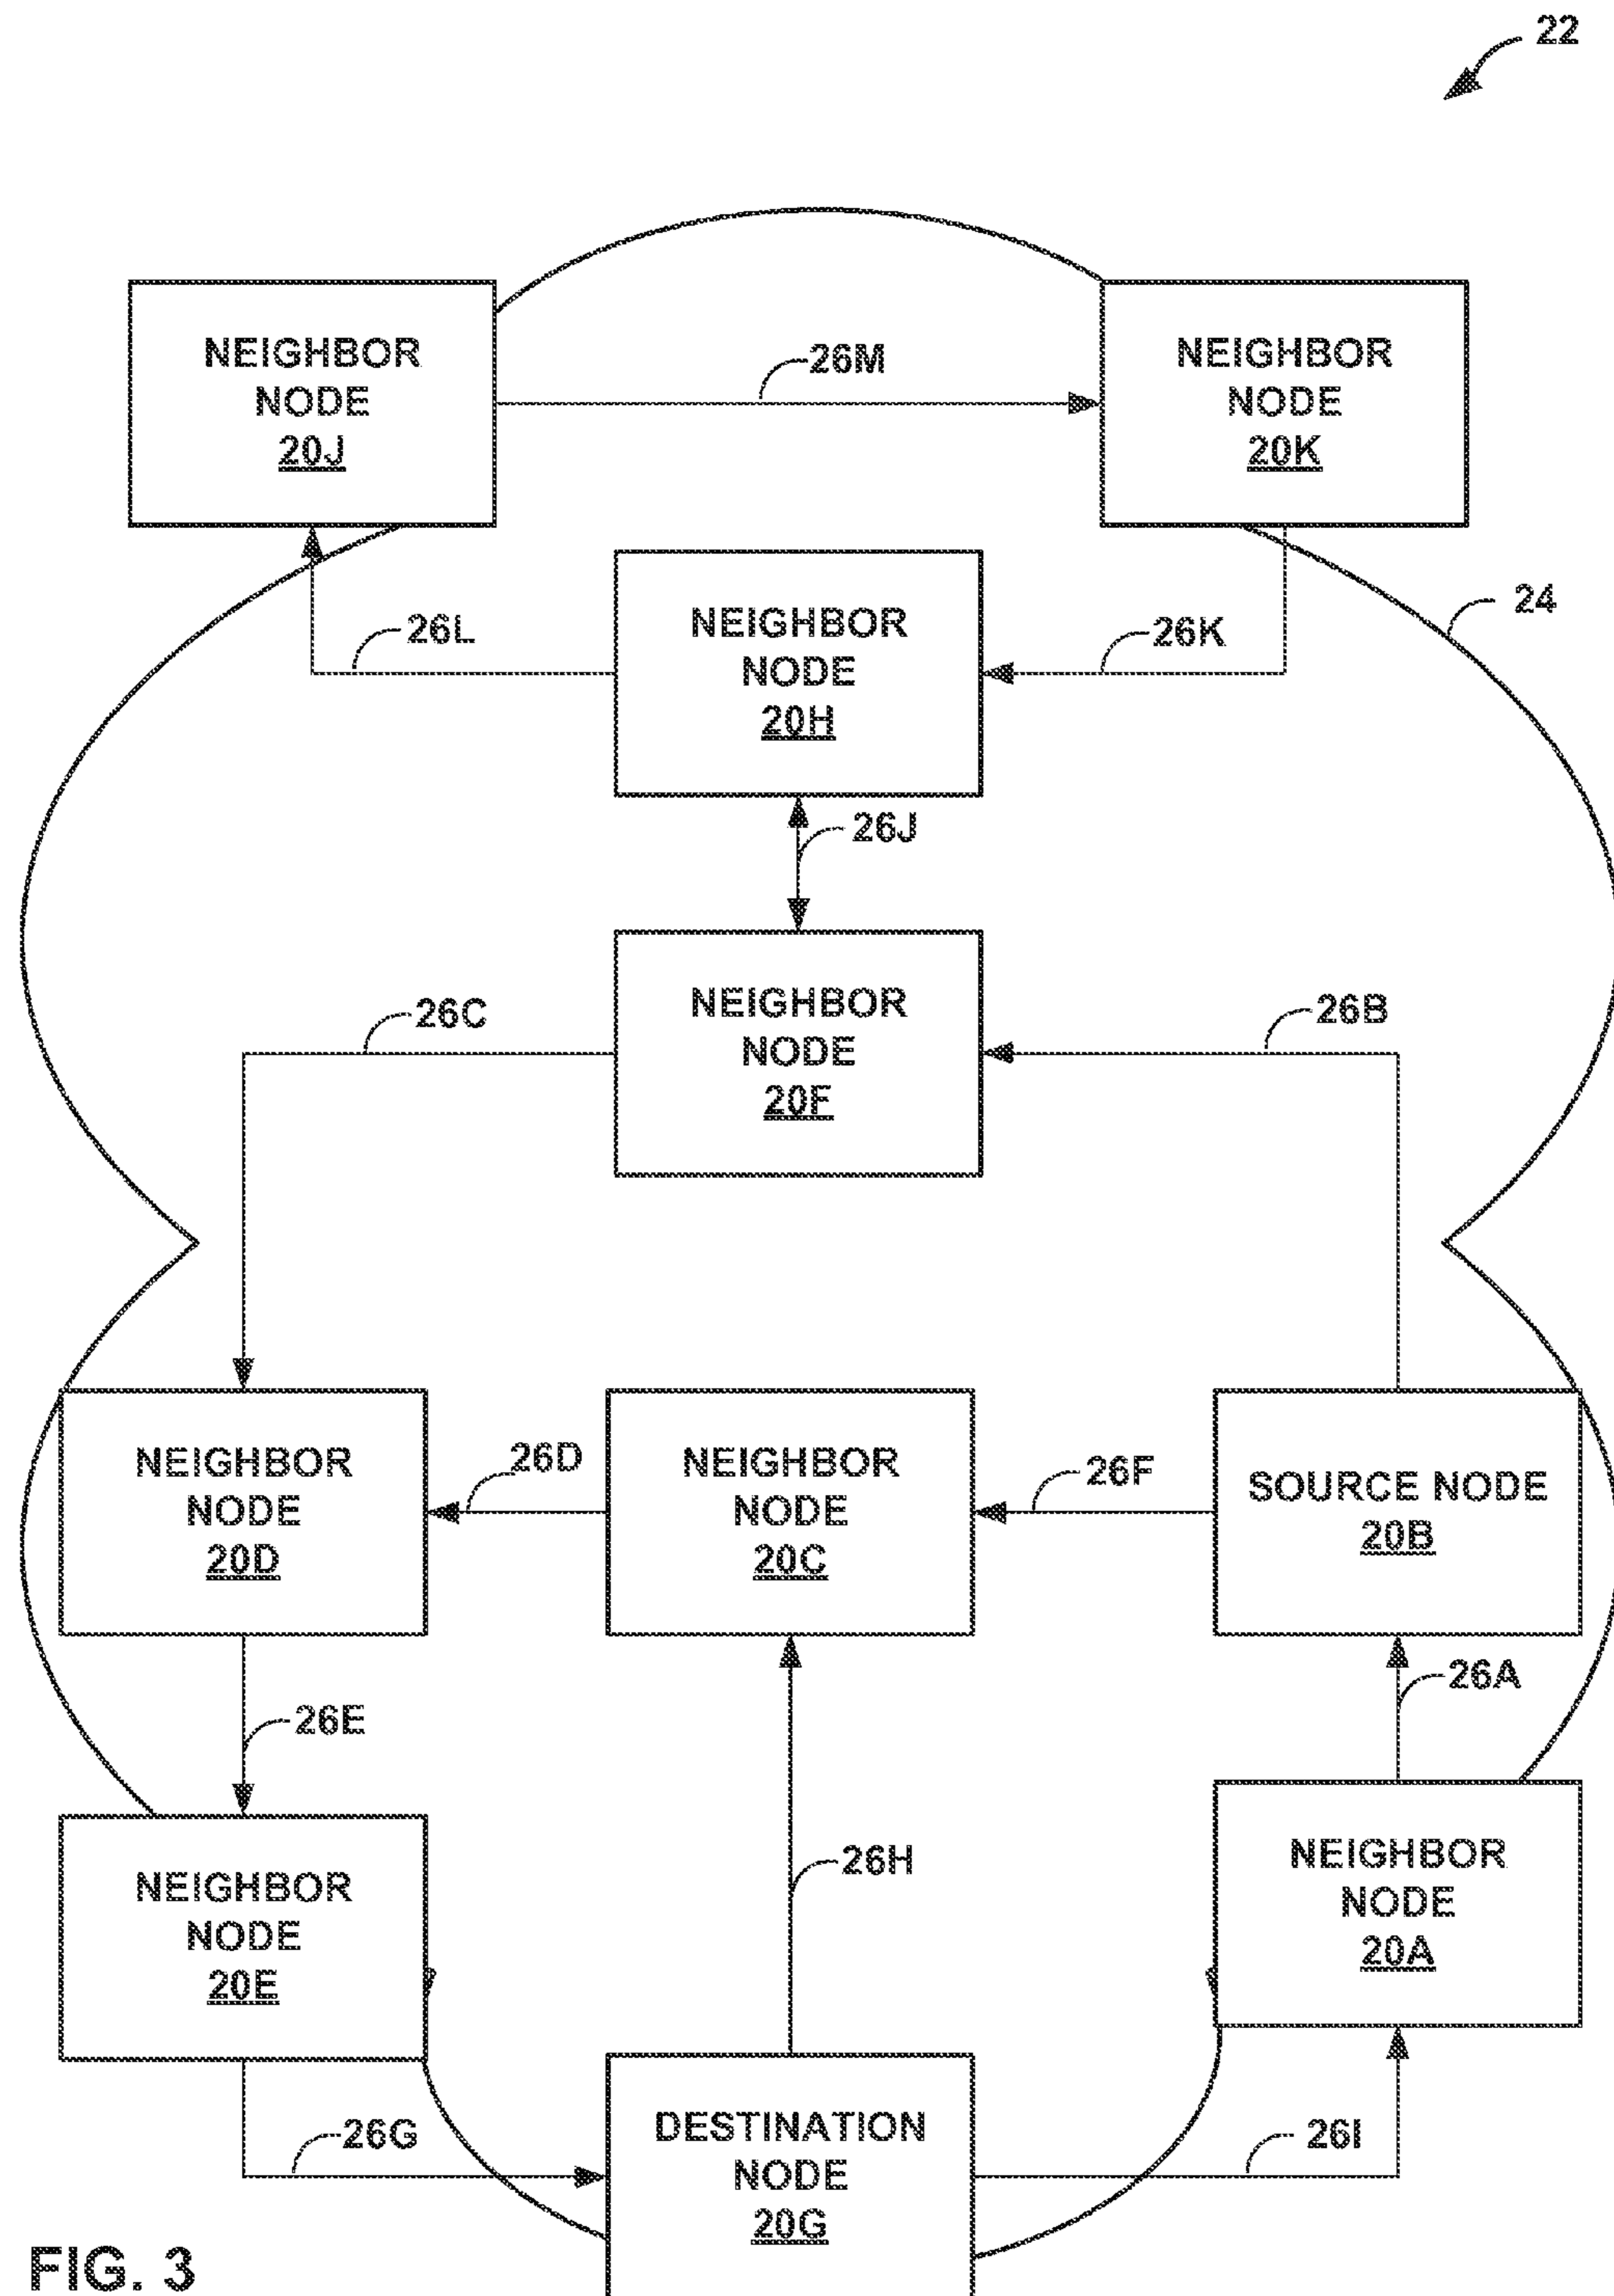 22
NEIGHBOR
NODE
20J
26M
NEIGHBOR
NODE
20K
24
26L
NEIGHBOR
NODE
20H
26K
26J
26C
NEIGHBOR
NODE
20F
26B
NEIGHBOR
NODE
20D
26D
NEIGHBOR
NODE
20C
26F
SOURCE NODE
20B
26E
26A
NEIGHBOR
NODE
20E
26H
NEIGHBOR
NODE
20A
26G
DESTINATION
NODE
20G
26I
FIG. 3